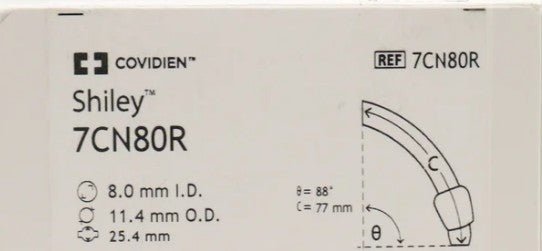 COVIDIEN™
REF 7CN80R
Shiley™
7CN80R
8.0 mm I.D.
11.4 mm O.D.
25.4 mm
θ = 88°
C = 77 mm
C
θ